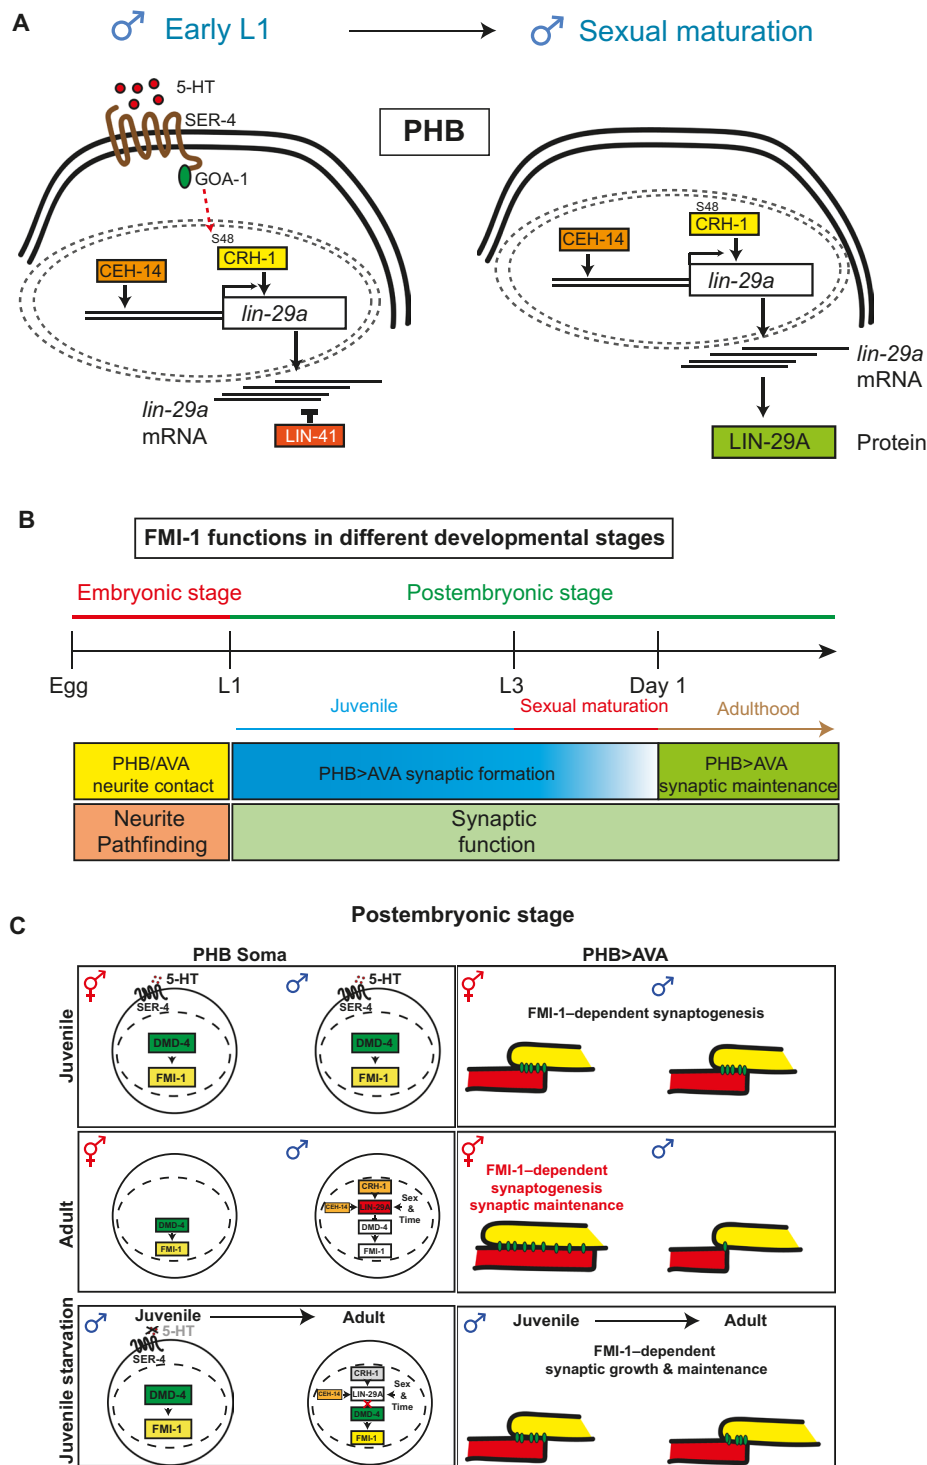 A
♂ Early L1
♂ Sexual maturation
5-HT
SER-4
PHB
GOA-1
S48
CRH-1
CEH-14
lin-29a
lin-29a
mRNA
LIN-41
S48
CRH-1
CEH-14
lin-29a
lin-29a
mRNA
LIN-29A
Protein
B
FMI-1 functions in different developmental stages
Embryonic stage
Postembryonic stage
Egg
L1
L3
Day 1
Juvenile
Sexual maturation
Adulthood
PHB/AVA
neurite contact
PHB>AVA synaptic formation
PHB>AVA
synaptic maintenance
Neurite
Pathfinding
Synaptic
function
C
Postembryonic stage
PHB Soma
PHB>AVA
Juvenile
5-HT
SER-4
DMD-4
FMI-1
♂
5-HT
SER-4
DMD-4
FMI-1
♂
FMI-1–dependent synaptogenesis
Adult
DMD-4
FMI-1
♂
CRH-1
CEH-14
LIN-29A
Sex
&
Time
DMD-4
FMI-1
FMI-1–dependent
synaptogenesis
synaptic maintenance
♂
Juvenile starvation
♂
Juvenile
Adult
5-HT
SER-4
DMD-4
FMI-1
CRH-1
CEH-14
LIN-29A
Sex
&
Time
DMD-4
FMI-1
♂
Juvenile
Adult
FMI-1–dependent
synaptic growth & maintenance